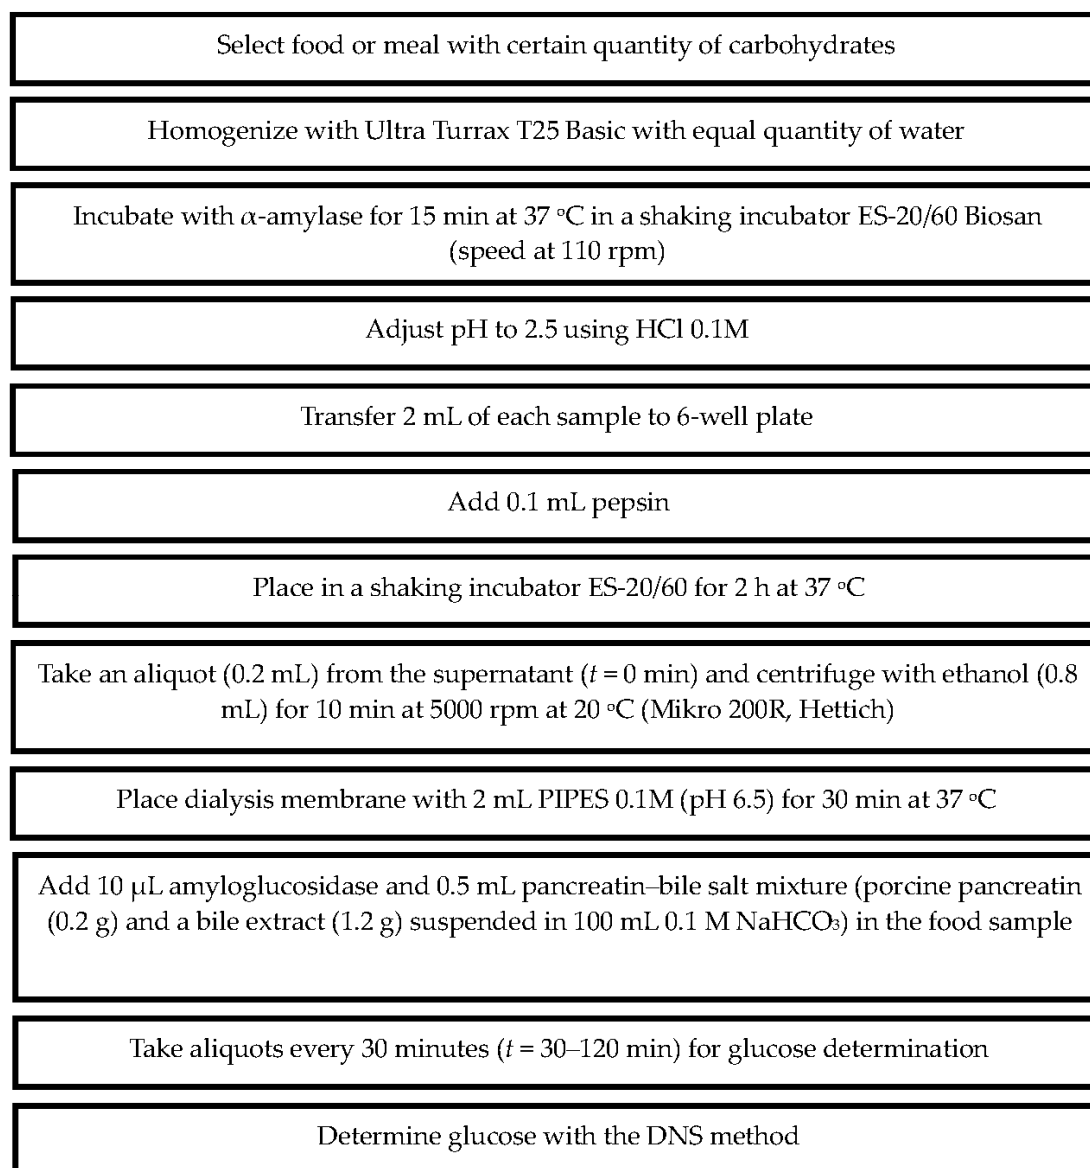 Select food or meal with certain quantity of carbohydrates
Homogenize with Ultra Turrax T25 Basic with equal quantity of water
Incubate with α-amylase for 15 min at 37 °C in a shaking incubator ES-20/60 Biosan
(speed at 110 rpm)
Adjust pH to 2.5 using HCl 0.1M
Transfer 2 mL of each sample to 6-well plate
Add 0.1 mL pepsin
Place in a shaking incubator ES-20/60 for 2 h at 37 °C
Take an aliquot (0.2 mL) from the supernatant (t = 0 min) and centrifuge with ethanol (0.8
mL) for 10 min at 5000 rpm at 20 °C (Mikro 200R, Hettich)
Place dialysis membrane with 2 mL PIPES 0.1M (pH 6.5) for 30 min at 37 °C
Add 10 µL amyloglucosidase and 0.5 mL pancreatin–bile salt mixture (porcine pancreatin
(0.2 g) and a bile extract (1.2 g) suspended in 100 mL 0.1 M NaHCO₃) in the food sample
Take aliquots every 30 minutes (t = 30–120 min) for glucose determination
Determine glucose with the DNS method